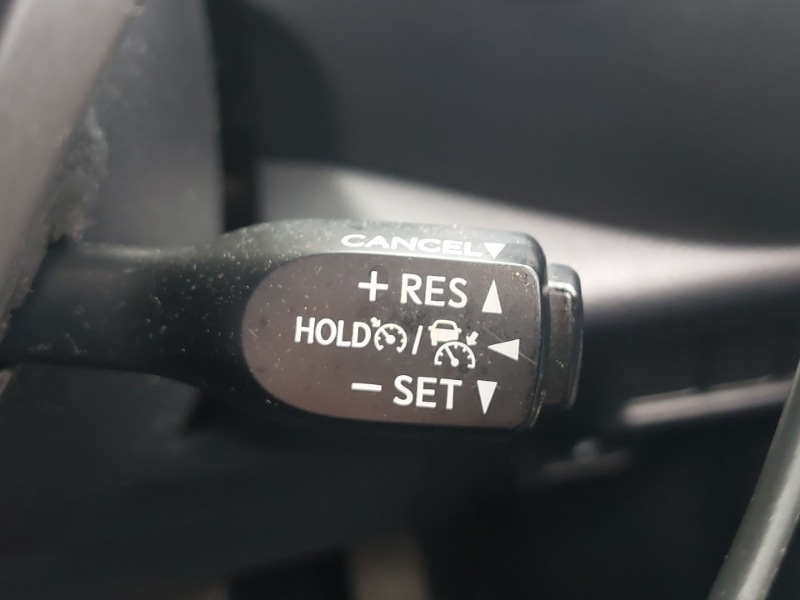 CANCEL▼
+ RES ▲
HOLD / ◀
− SET ▼